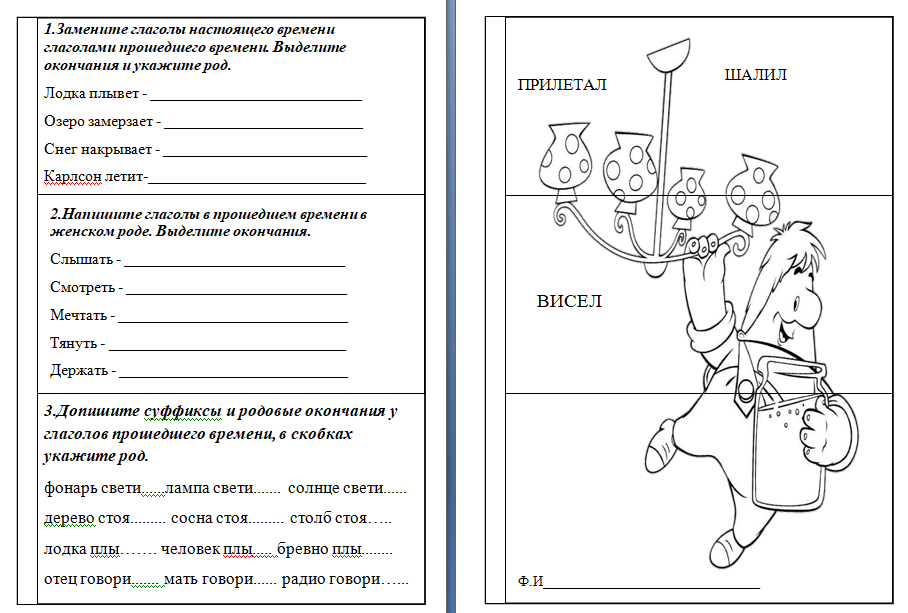 1.Замените глаголы настоящего времени
глаголами прошедшего времени. Выделите
окончания и укажите род.
Лодка плывет - ____________________________
Озеро замерзает - __________________________
Снег накрывает - ___________________________
Карлсон летит-_____________________________
2.Напишите глаголы в прошедшем времени в
женском роде. Выделите окончания.
Слышать - _____________________________
Смотреть - _____________________________
Мечтать - ______________________________
Тянуть - _______________________________
Держать - ______________________________
3.Допишите суффиксы и родовые окончания у
глаголов прошедшего времени, в скобках
укажите род.
фонарь свети......лампа свети....... солнце свети......
дерево стоя......... сосна стоя......... столб стоя…..
лодка плы……. человек плы..... бревно плы........
отец говори....... мать говори...... радио говори…...
ПРИЛЕТАЛ
ШАЛИЛ
ВИСЕЛ
Ф.И____________________________